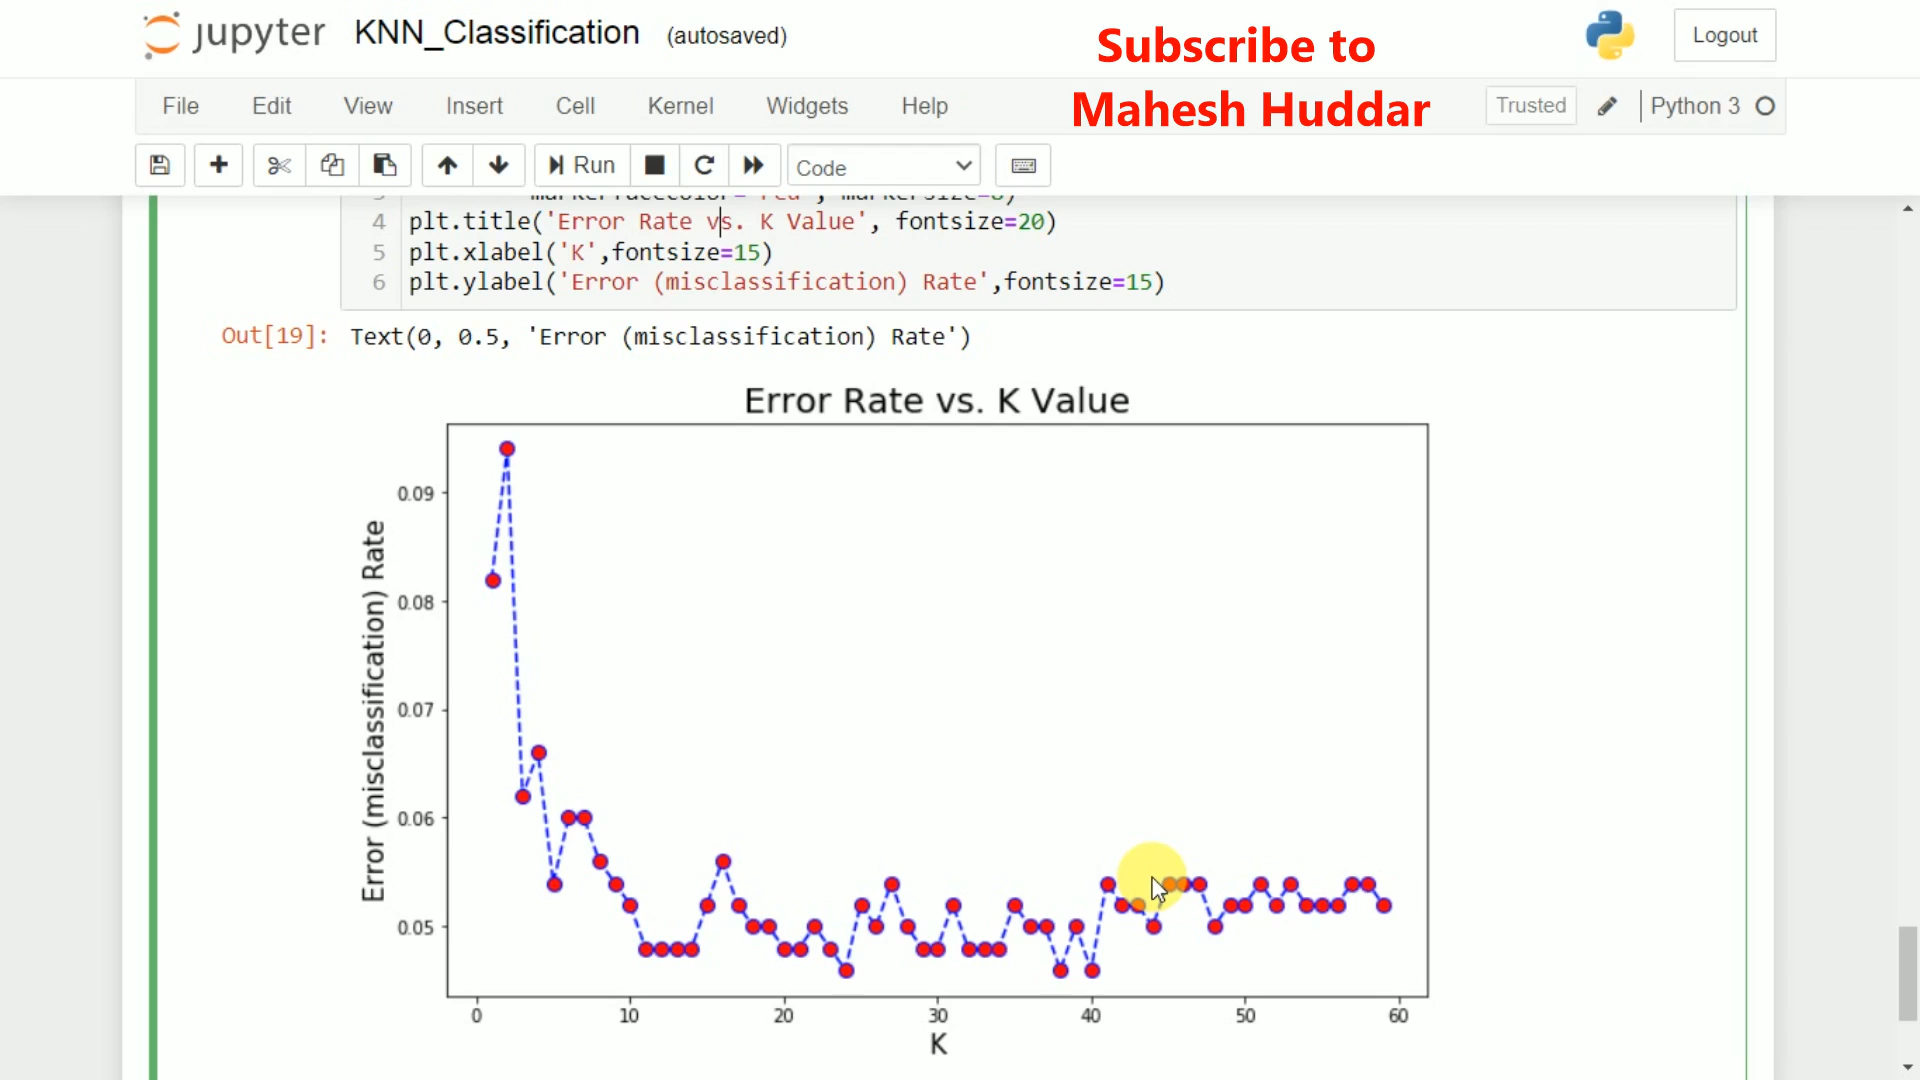 jupyter KNN_Classification (autosaved)
Subscribe to
Logout
File Edit View Insert Cell Kernel Widgets Help
Mahesh Huddar
Trusted
Python 3
Run
Code
4 plt.title('Error Rate vs. K Value', fontsize=20)
5 plt.xlabel('K',fontsize=15)
6 plt.ylabel('Error (misclassification) Rate',fontsize=15)
Out[19]: Text(0, 0.5, 'Error (misclassification) Rate')
Error Rate vs. K Value
Error (misclassification) Rate
0.09
0.08
0.07
0.06
0.05
0 10 20 30 40 50 60
K